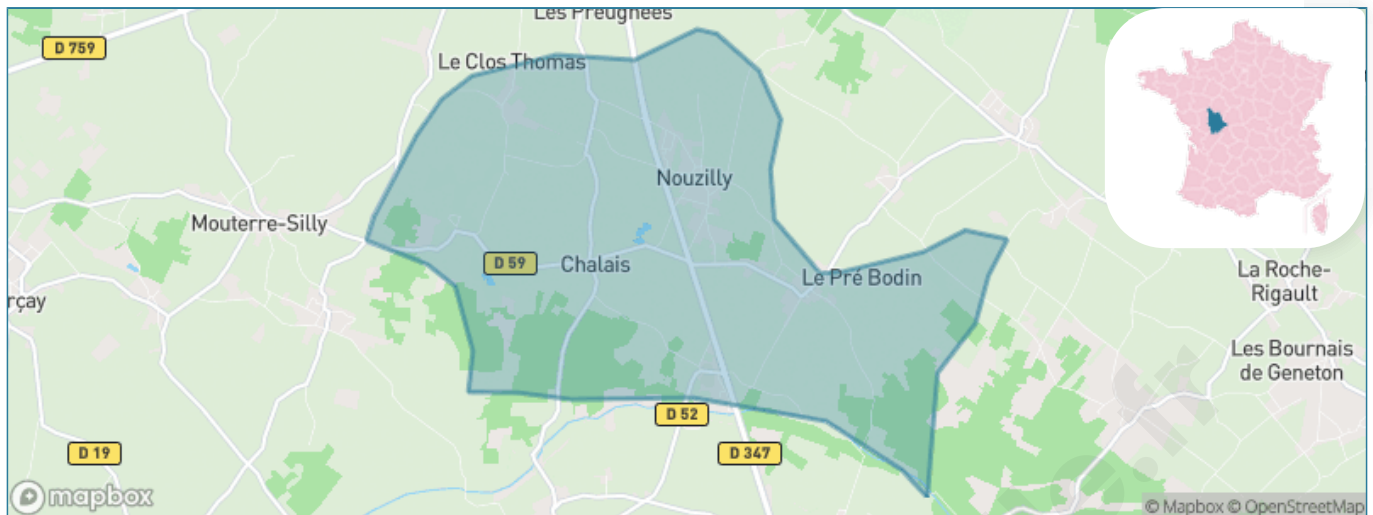 Les Preugnées
D 759
Le Clos Thomas
Nouzilly
Mouterre-Silly
D 59
Chalais
Le Pré Bodin
La Roche-
Rigault
rçay
Les Bournais
de Geneton
D 52
D 19
D 347
mapbox
© Mapbox © OpenStreetMap